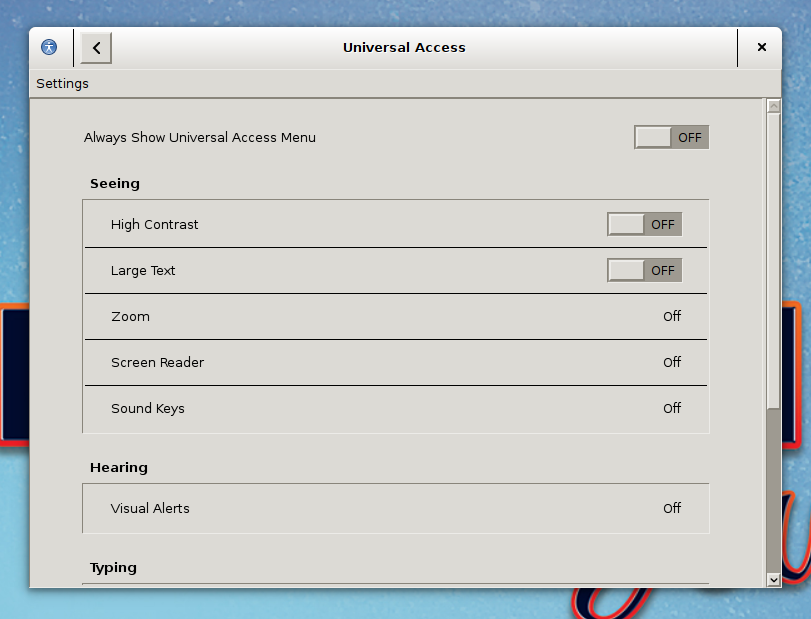 Universal Access
Settings
Always Show Universal Access Menu OFF
Seeing
High Contrast OFF
Large Text OFF
Zoom Off
Screen Reader Off
Sound Keys Off
Hearing
Visual Alerts Off
Typing